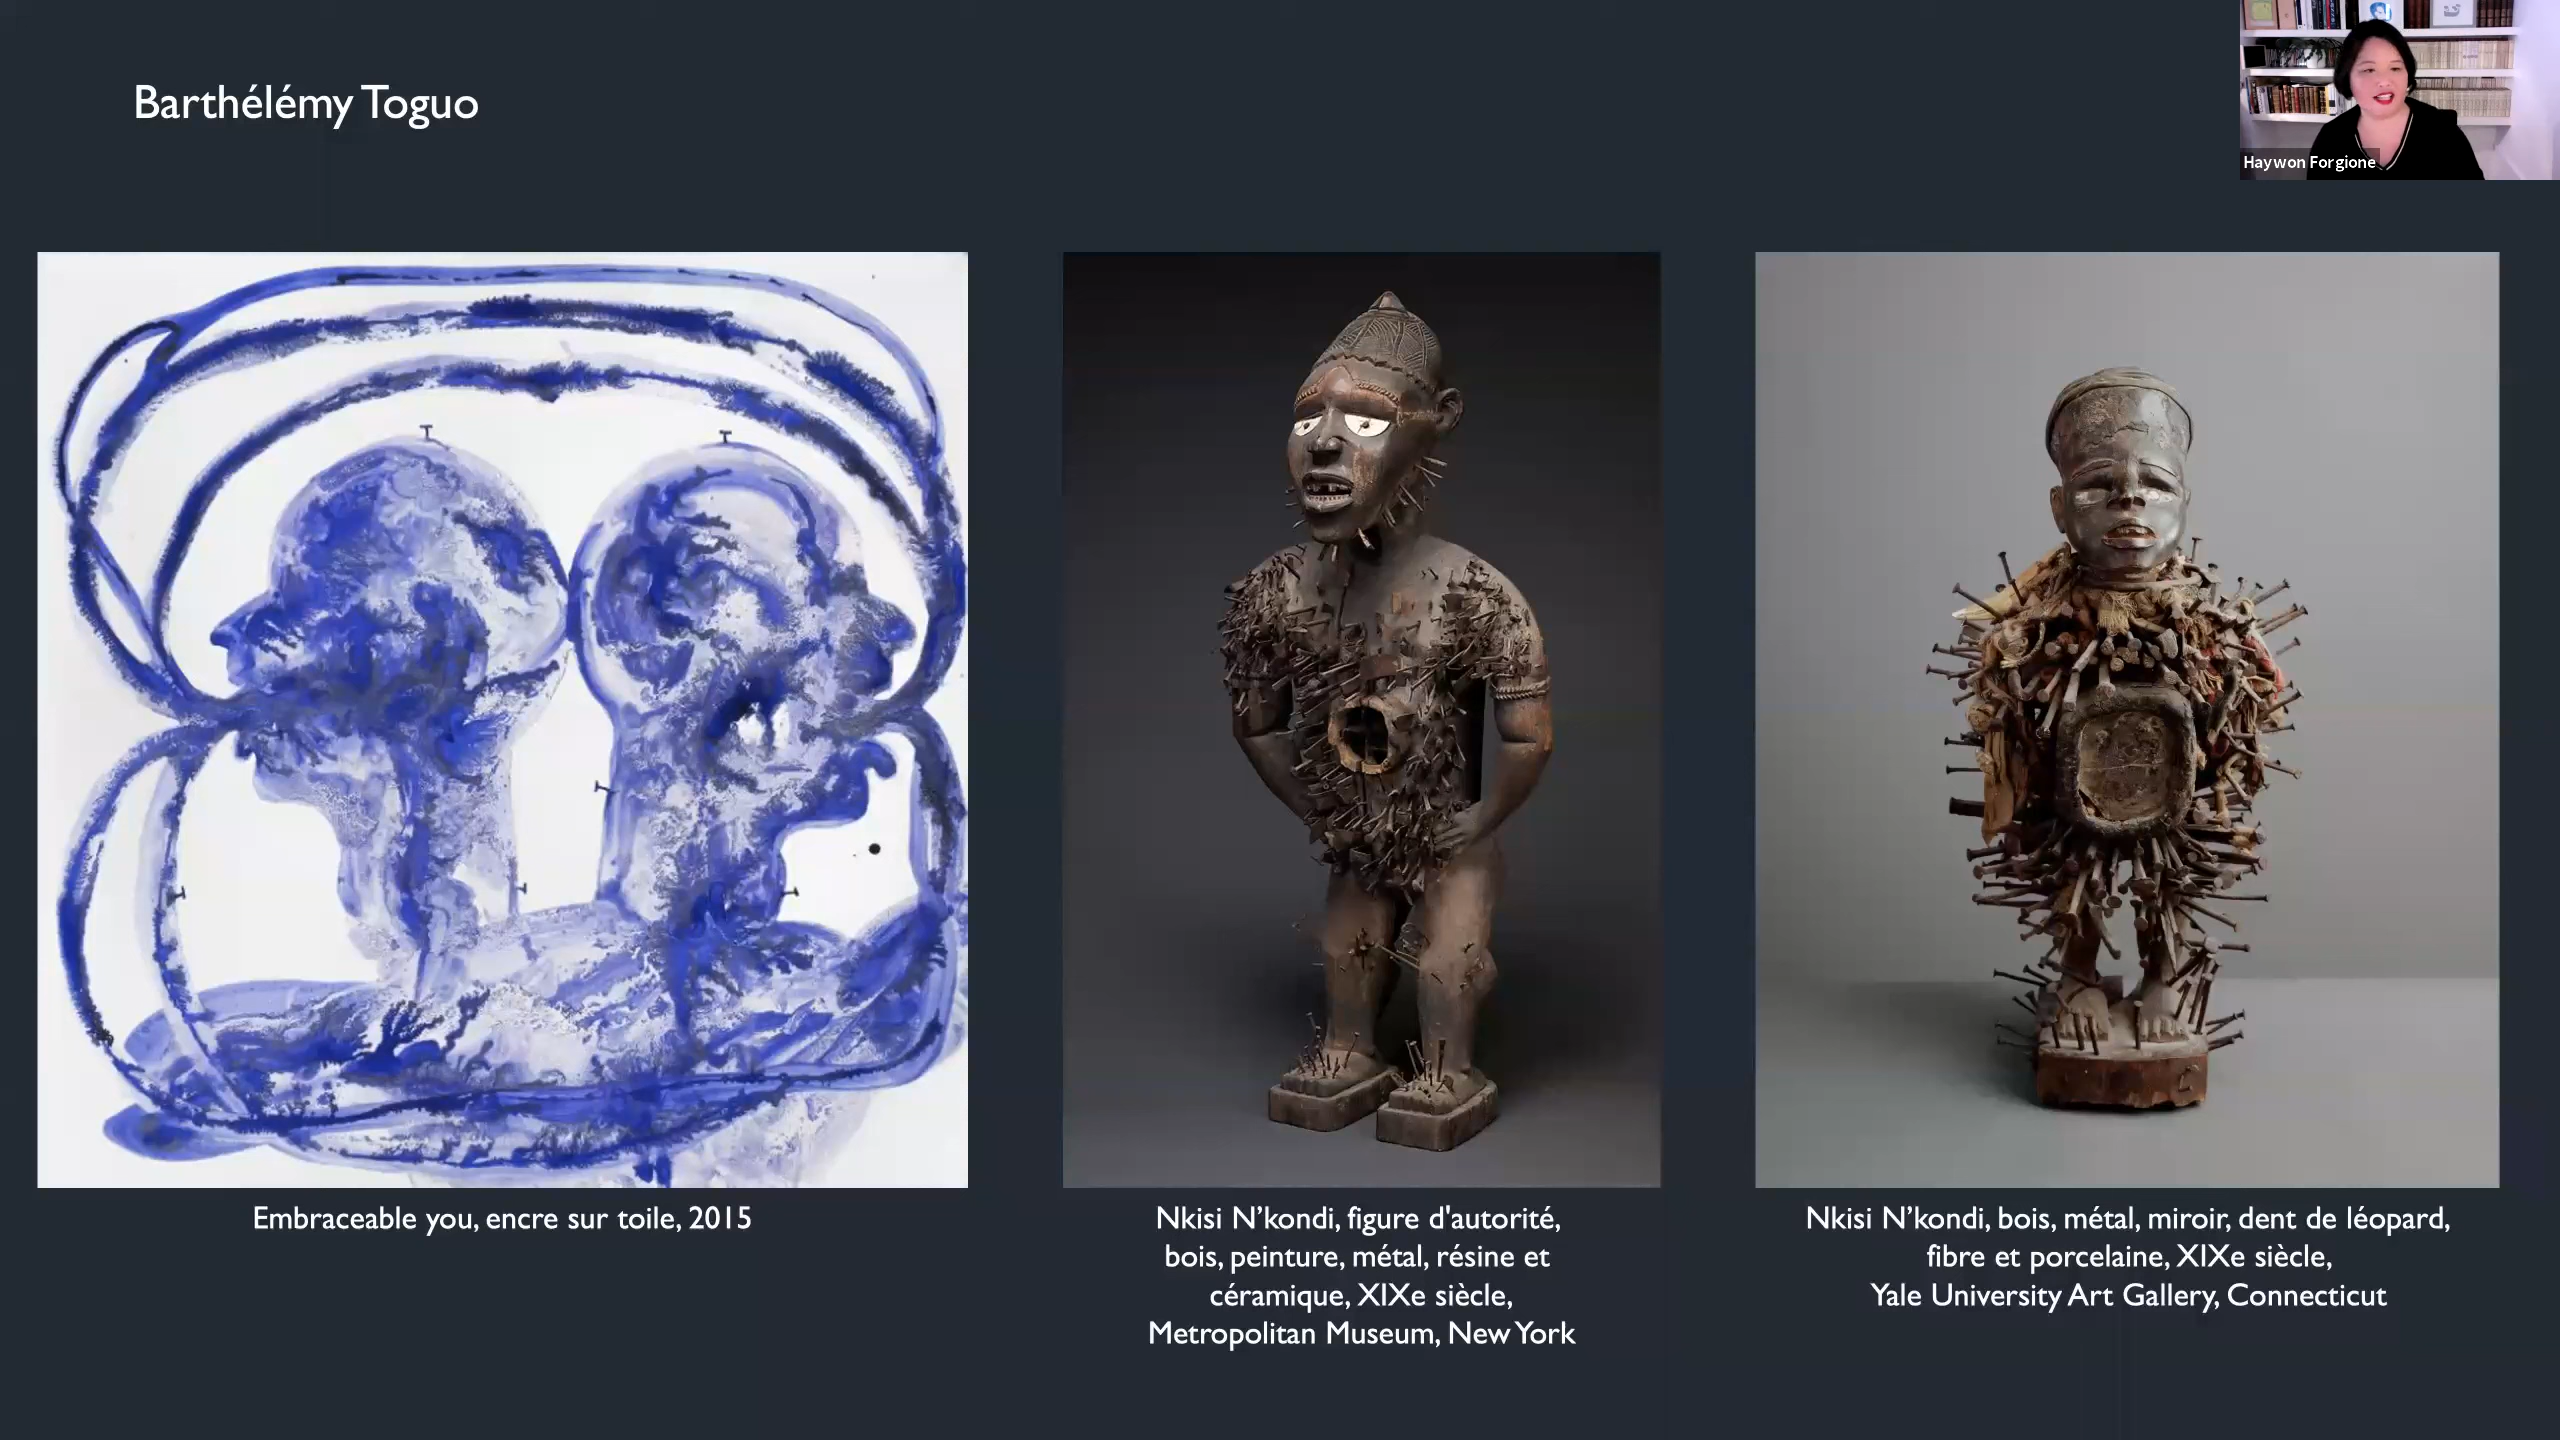 Barthélémy Toguo
Haywon Forgione
Embraceable you, encre sur toile, 2015
Nkisi N’kondi, figure d'autorité,
bois, peinture, métal, résine et
céramique, XIXe siècle,
Metropolitan Museum, New York
Nkisi N’kondi, bois, métal, miroir, dent de léopard,
fibre et porcelaine, XIXe siècle,
Yale University Art Gallery, Connecticut